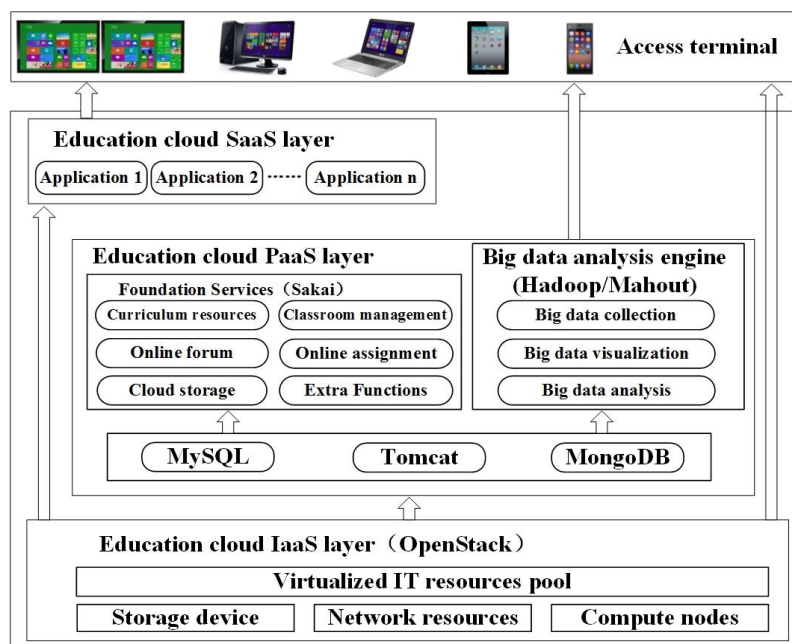 Access terminal
Education cloud SaaS layer
Application 1
Application 2
······
Application n
Education cloud PaaS layer
Foundation Services（Sakai）
Curriculum resources
Classroom management
Online forum
Online assignment
Cloud storage
Extra Functions
Big data analysis engine
(Hadoop/Mahout)
Big data collection
Big data visualization
Big data analysis
MySQL
Tomcat
MongoDB
Education cloud IaaS layer（OpenStack）
Virtualized IT resources pool
Storage device
Network resources
Compute nodes